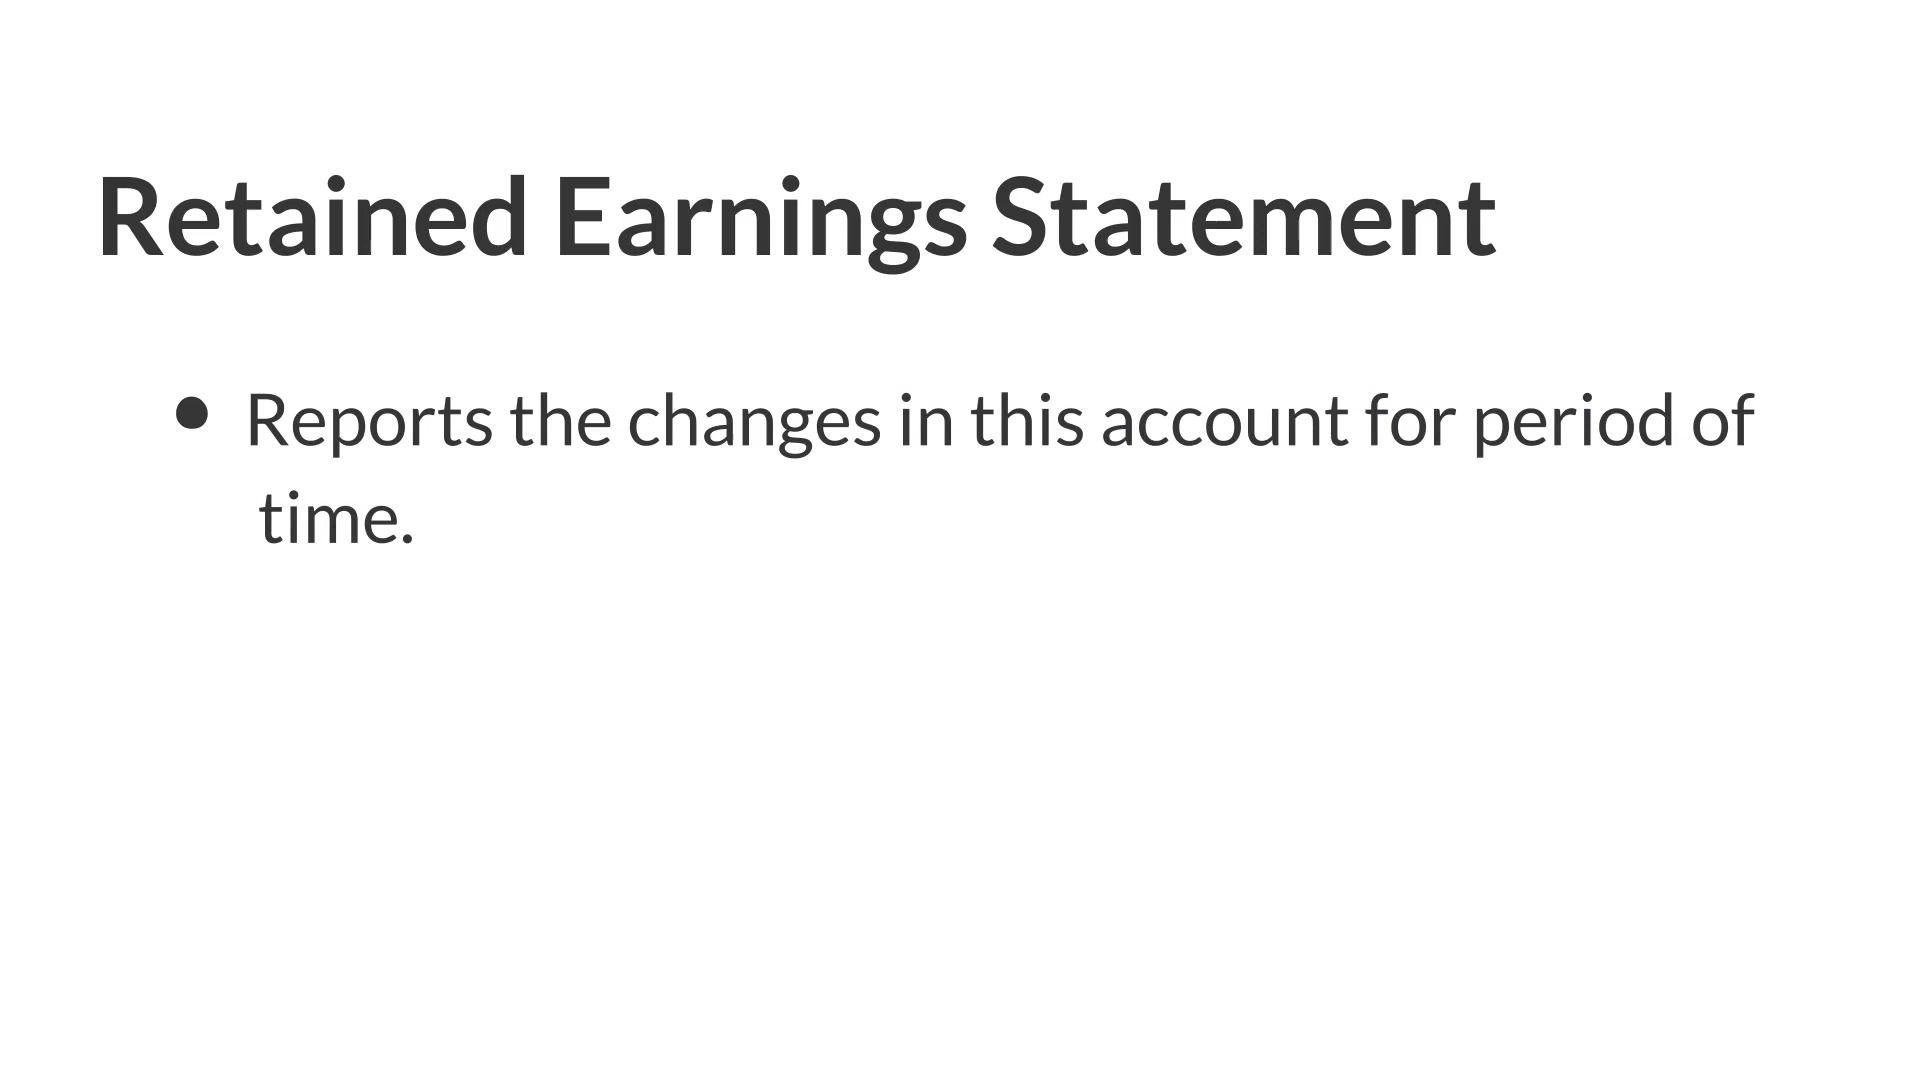 Retained Earnings Statement
● Reports the changes in this account for period of
time.